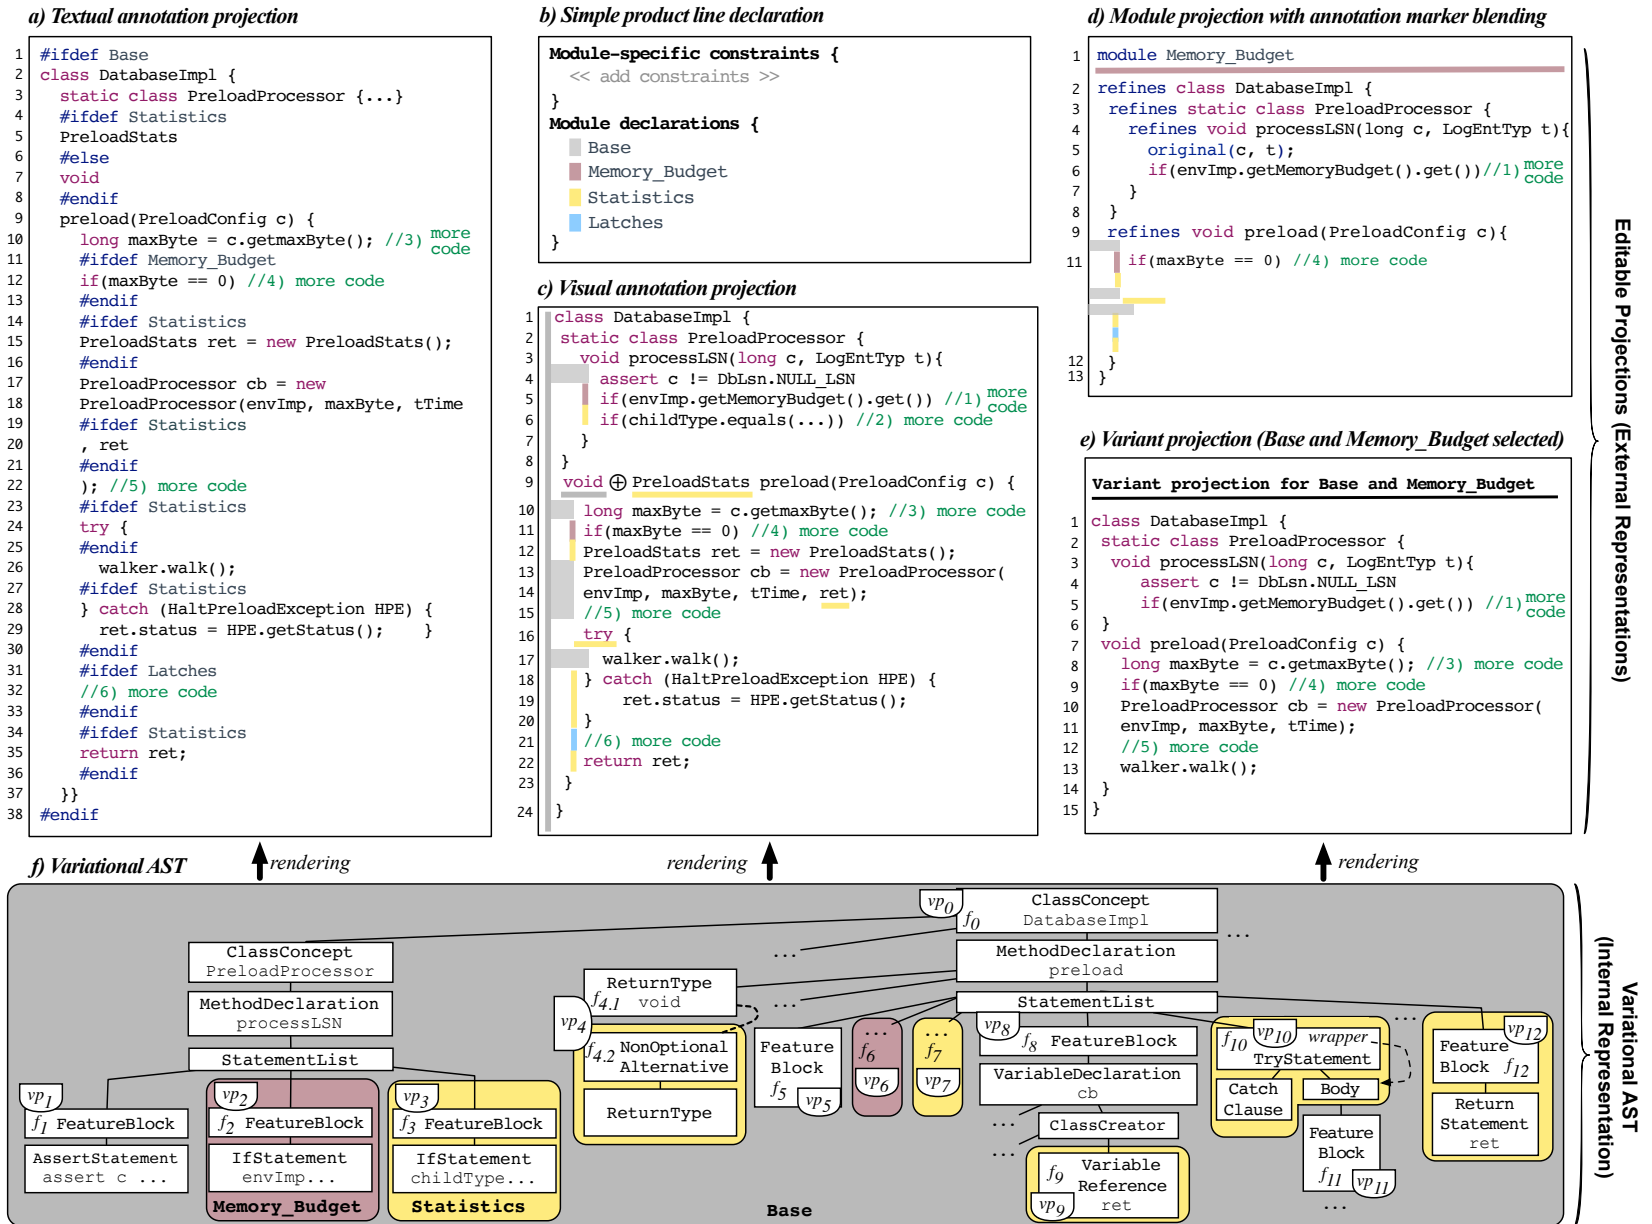 a) Textual annotation projection
1 #ifdef Base
2 class DatabaseImpl {
3 static class PreloadProcessor {...}
4 #ifdef Statistics
5 PreloadStats
6 #else
7 void
8 #endif
9 preload(PreloadConfig c) {
10 long maxByte = c.getmaxByte(); //3) more code
11 #ifdef Memory_Budget
12 if(maxByte == 0) //4) more code
13 #endif
14 #ifdef Statistics
15 PreloadStats ret = new PreloadStats();
16 #endif
17 PreloadProcessor cb = new
18 PreloadProcessor(envImp, maxByte, tTime
19 #ifdef Statistics
20 , ret
21 #endif
22 ); //5) more code
23 #ifdef Statistics
24 try {
25 #endif
26 walker.walk();
27 #ifdef Statistics
28 } catch (HaltPreloadException HPE) {
29 ret.status = HPE.getStatus(); }
30 #endif
31 #ifdef Latches
32 //6) more code
33 #endif
34 #ifdef Statistics
35 return ret;
36 #endif
37 }}
38 #endif
b) Simple product line declaration
Module-specific constraints {
<< add constraints >>
}
Module declarations {
Base
Memory_Budget
Statistics
Latches
}
c) Visual annotation projection
1 class DatabaseImpl {
2 static class PreloadProcessor {
3 void processLSN(long c, LogEntTyp t){
4 assert c != DbLsn.NULL_LSN
5 if(envImp.getMemoryBudget().get()) //1) more code
6 if(childType.equals(...)) //2) more code
7 }
8 }
9 void ⊕ PreloadStats preload(PreloadConfig c) {
10 long maxByte = c.getmaxByte(); //3) more code
11 if(maxByte == 0) //4) more code
12 PreloadStats ret = new PreloadStats();
13 PreloadProcessor cb = new PreloadProcessor(
14 envImp, maxByte, tTime, ret);
15 //5) more code
16 try {
17 walker.walk();
18 } catch (HaltPreloadException HPE) {
19 ret.status = HPE.getStatus();
20 }
21 //6) more code
22 return ret;
23 }
24 }
d) Module projection with annotation marker blending
1 module Memory_Budget
2 refines class DatabaseImpl {
3 refines static class PreloadProcessor {
4 refines void processLSN(long c, LogEntTyp t){
5 original(c, t);
6 if(envImp.getMemoryBudget().get())//1) more code
7 }
8 }
9 refines void preload(PreloadConfig c){
11 if(maxByte == 0) //4) more code
12 }
13 }
e) Variant projection (Base and Memory_Budget selected)
Variant projection for Base and Memory_Budget
1 class DatabaseImpl {
2 static class PreloadProcessor {
3 void processLSN(long c, LogEntTyp t){
4 assert c != DbLsn.NULL_LSN
5 if(envImp.getMemoryBudget().get()) //1) more code
6 }
7 void preload(PreloadConfig c) {
8 long maxByte = c.getmaxByte(); //3) more code
9 if(maxByte == 0) //4) more code
10 PreloadProcessor cb = new PreloadProcessor(
11 envImp, maxByte, tTime);
12 //5) more code
13 walker.walk();
14 }
15 }
Editable Projections (External Representations)
rendering
rendering
rendering
f) Variational AST
vp0
f0
ClassConcept
DatabaseImpl
...
...
ClassConcept
PreloadProcessor
MethodDeclaration
preload
MethodDeclaration
processLSN
ReturnType
f4.1 void
...
StatementList
StatementList
vp4
f4.2 NonOptional
Alternative
ReturnType
Feature
Block
f5
vp5
...
f6
vp6
...
f7
vp7
vp8
f8 FeatureBlock
VariableDeclaration
cb
...
ClassCreator
...
f9 Variable
Reference
vp9 ret
f10 vp10 wrapper
TryStatement
Catch
Clause
Body
Feature
Block
f11
vp11
...
...
vp12
Feature
Block f12
Return
Statement
ret
vp1
f1 FeatureBlock
AssertStatement
assert c ...
vp2
f2 FeatureBlock
IfStatement
envImp...
Memory_Budget
vp3
f3 FeatureBlock
IfStatement
childType...
Statistics
Base
Variational AST
(Internal Representation)